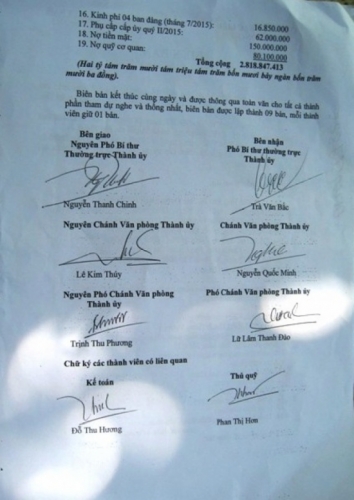 16. Kinh phí 04 ban đảng (tháng 7/2015): 16.850.000
17. Phụ cấp cấp ủy quý II/2015: 62.000.000
18. Nợ tiền mặt: 150.000.000
19. Nợ quỹ cơ quan: 80.100.000
Tổng cộng 2.818.847.413
(Hai tỷ tám trăm mười tám triệu tám trăm bốn mươi bảy ngàn bốn trăm
mười ba đồng).
Biên bản kết thúc cùng ngày và được thông qua toàn văn cho tất cả thành
phần tham dự nghe và thống nhất, biên bản được lập thành 09 bản, mỗi thành
viên giữ 01 bản.
Bên giao
Nguyên Phó Bí thư
Thường trực Thành ủy
Bên nhận
Phó Bí thư thường trực
Thành ủy
Nguyễn Thanh Chinh
Trà Văn Bắc
Nguyên Chánh Văn phòng Thành ủy
Chánh Văn phòng Thành ủy
Lê Kim Thúy
Nguyễn Quốc Minh
Nguyên Phó Chánh Văn phòng
Thành ủy
Phó Chánh Văn phòng Thành ủy
Trịnh Thu Phương
Lữ Lâm Thanh Đảo
Chữ ký các thành viên có liên quan
Kế toán
Thủ quỹ
Đỗ Thu Hương
Phan Thị Hơn